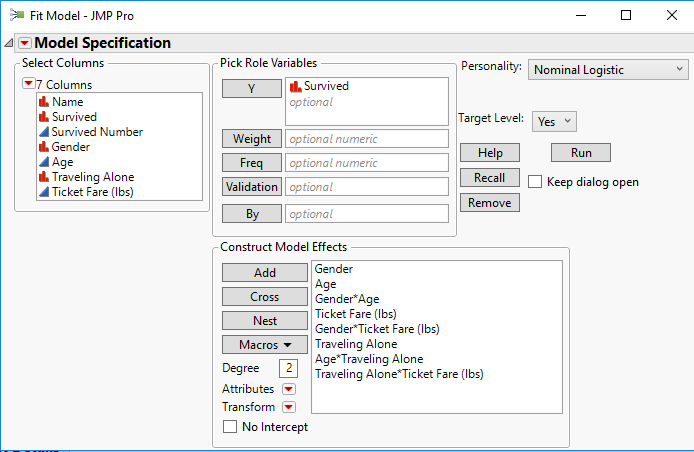 Fit Model - JMP Pro
Model Specification
Select Columns
7 Columns
Name
Survived
Survived Number
Gender
Age
Traveling Alone
Ticket Fare (lbs)
Pick Role Variables
Y
Survived
optional
Weight
optional numeric
Freq
optional numeric
Validation
optional
By
optional
Personality:
Nominal Logistic
Target Level:
Yes
Help
Run
Recall
Keep dialog open
Remove
Construct Model Effects
Add
Cross
Nest
Macros
Degree
2
Attributes
Transform
No Intercept
Gender
Age
Gender*Age
Ticket Fare (lbs)
Gender*Ticket Fare (lbs)
Traveling Alone
Age*Traveling Alone
Traveling Alone*Ticket Fare (lbs)